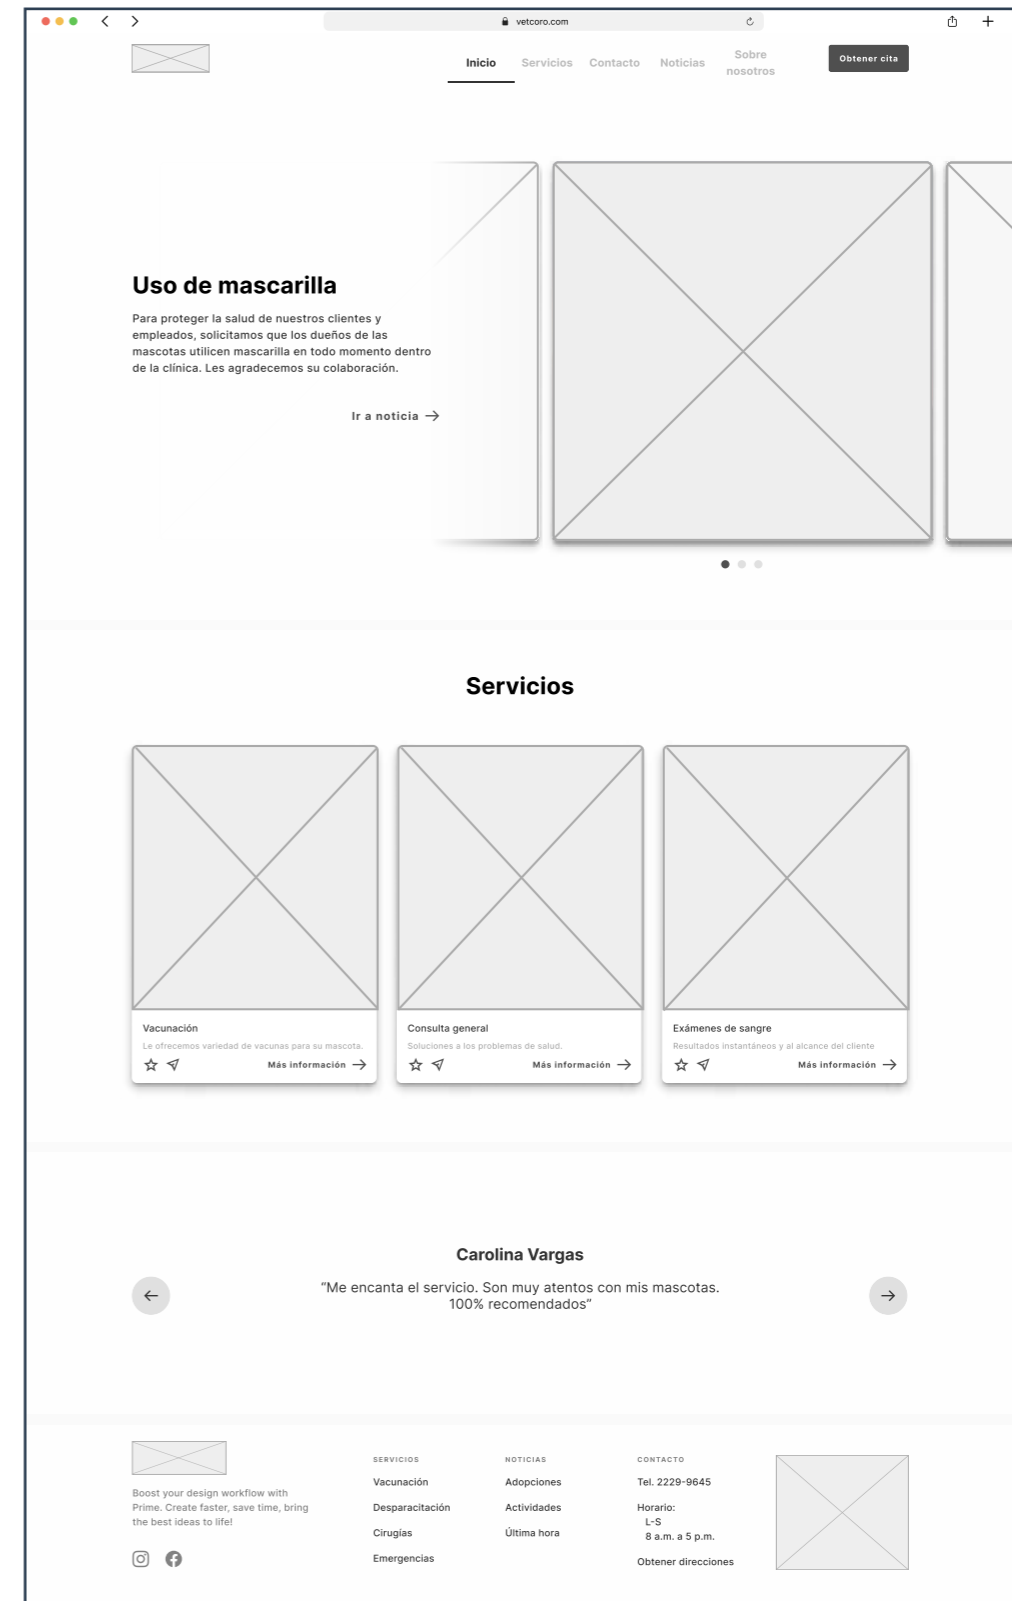 vetcoro.com
Inicio
Servicios
Contacto
Noticias
Sobre
nosotros
Obtener cita
Uso de mascarilla
Para proteger la salud de nuestros clientes y
empleados, solicitamos que los dueños de las
mascotas utilicen mascarilla en todo momento dentro
de la clínica. Les agradecemos su colaboración.
Ir a noticia
Servicios
Vacunación
Le ofrecemos variedad de vacunas para su mascota.
Más información
Consulta general
Soluciones a los problemas de salud.
Más información
Exámenes de sangre
Resultados instantáneos y al alcance del cliente
Más información
Carolina Vargas
“Me encanta el servicio. Son muy atentos con mis mascotas.
100% recomendados”
Boost your design workflow with
Prime. Create faster, save time, bring
the best ideas to life!
SERVICIOS
Vacunación
Desparacitación
Cirugías
Emergencias
NOTICIAS
Adopciones
Actividades
Última hora
CONTACTO
Tel. 2229-9645
Horario:
L-S
8 a.m. a 5 p.m.
Obtener direcciones